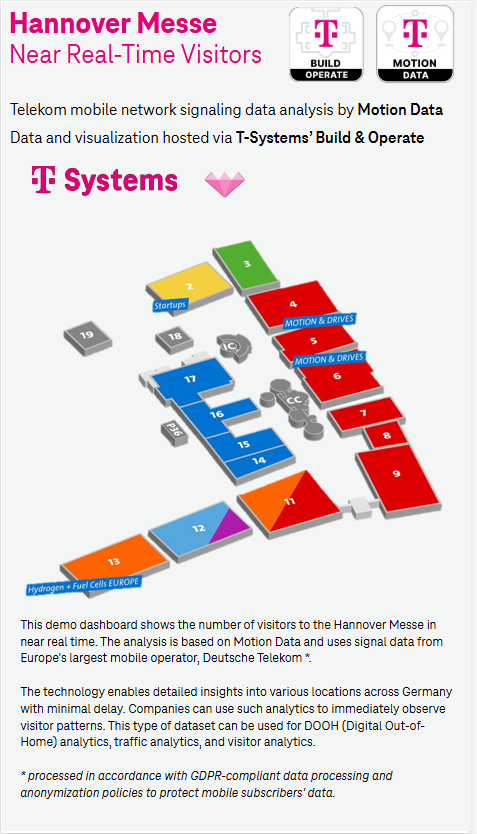 Hannover Messe
Near Real-Time Visitors
T
BUILD
OPERATE
T
MOTION
DATA
Telekom mobile network signaling data analysis by Motion Data
Data and visualization hosted via T-Systems' Build & Operate
T Systems
3
2
Startups
4
MOTION & DRIVES
19
18
IC
5
MOTION & DRIVES
17
6
CC
16
7
P36
8
15
14
9
11
12
13
Hydrogen + Fuel Cells EUROPE
This demo dashboard shows the number of visitors to the Hannover Messe in
near real time. The analysis is based on Motion Data and uses signal data from
Europe's largest mobile operator, Deutsche Telekom *.
The technology enables detailed insights into various locations across Germany
with minimal delay. Companies can use such analytics to immediately observe
visitor patterns. This type of dataset can be used for DOOH (Digital Out-of-
Home) analytics, traffic analytics, and visitor analytics.
* processed in accordance with GDPR-compliant data processing and
anonymization policies to protect mobile subscribers' data.